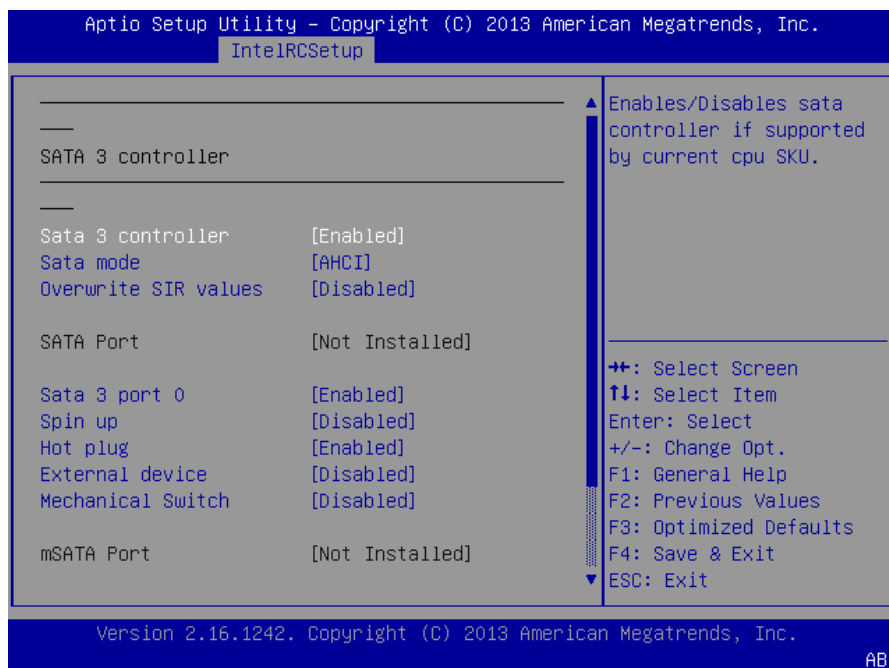 Aptio Setup Utility – Copyright (C) 2013 American Megatrends, Inc.
IntelRCSetup
SATA 3 controller
Sata 3 controller [Enabled]
Sata mode [AHCI]
Overwrite SIR values [Disabled]
SATA Port [Not Installed]
Sata 3 port 0 [Enabled]
Spin up [Disabled]
Hot plug [Enabled]
External device [Disabled]
Mechanical Switch [Disabled]
mSATA Port [Not Installed]
Enables/Disables sata
controller if supported
by current cpu SKU.
→←: Select Screen
↑↓: Select Item
Enter: Select
+/-: Change Opt.
F1: General Help
F2: Previous Values
F3: Optimized Defaults
F4: Save & Exit
ESC: Exit
Version 2.16.1242. Copyright (C) 2013 American Megatrends, Inc.
AB